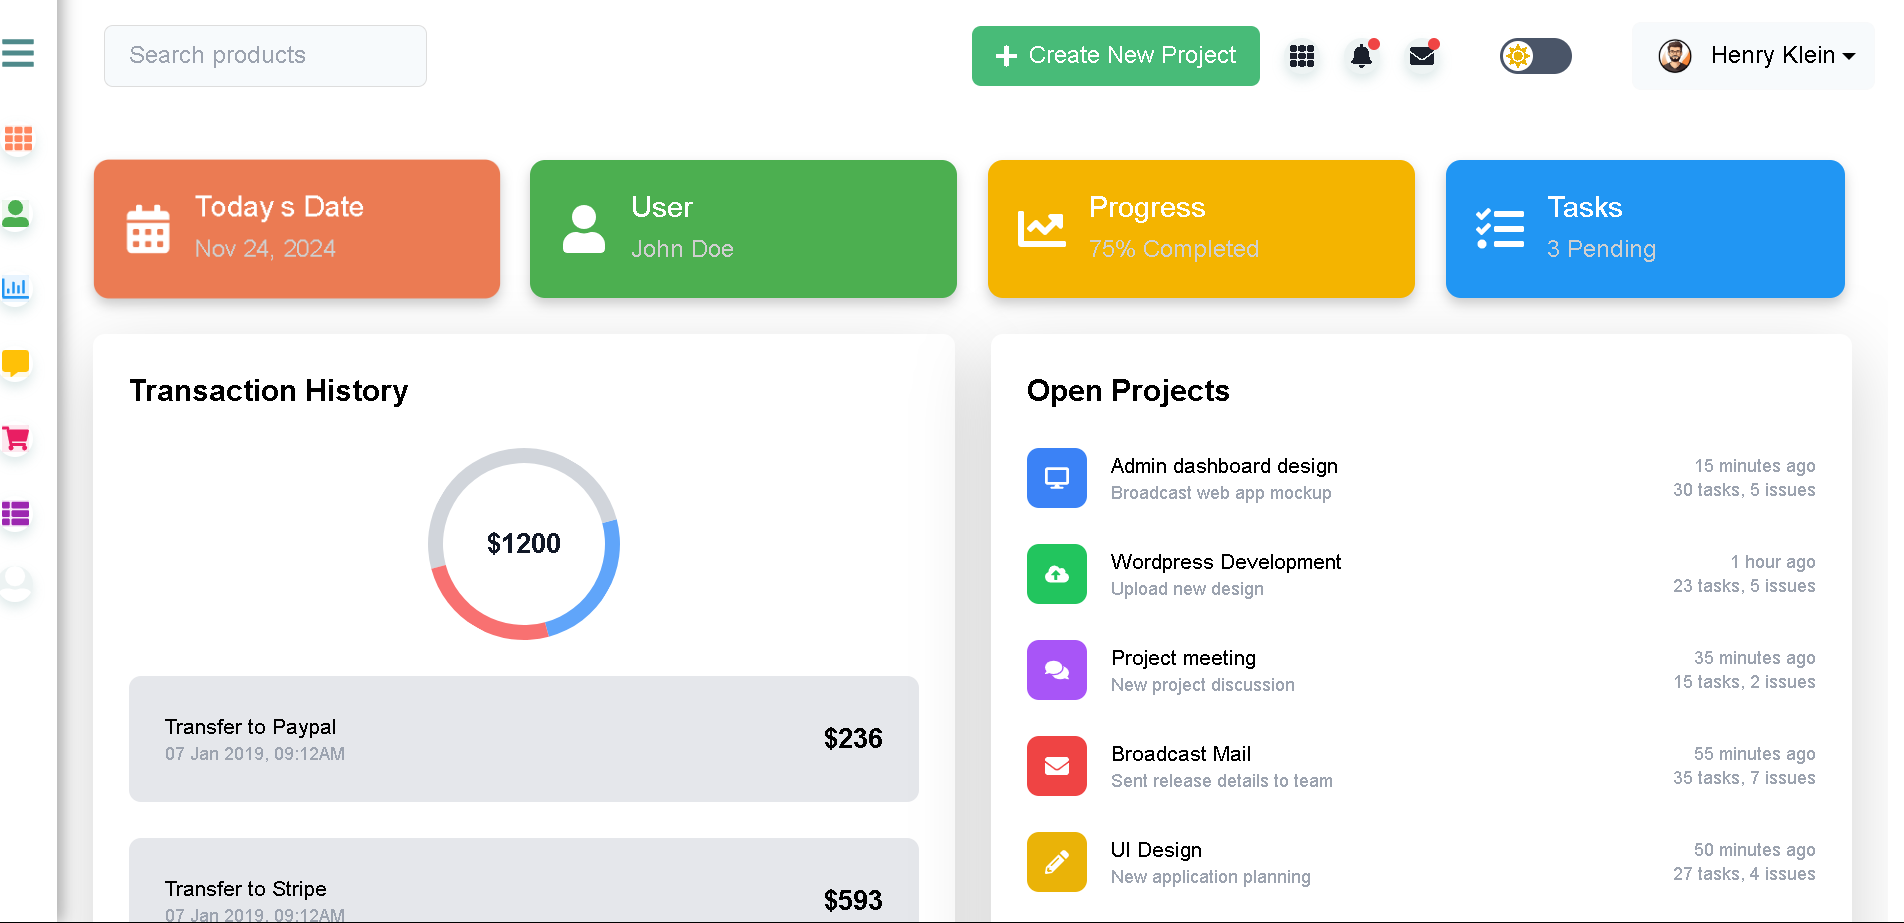 Search products
Create New Project
Henry Klein
Today s Date
Nov 24, 2024
User
John Doe
Progress
75% Completed
Tasks
3 Pending
Transaction History
$1200
Transfer to Paypal
07 Jan 2019, 09:12AM
$236
Transfer to Stripe
07 Jan 2019, 09:12AM
$593
Open Projects
Admin dashboard design
Broadcast web app mockup
15 minutes ago
30 tasks, 5 issues
Wordpress Development
Upload new design
1 hour ago
23 tasks, 5 issues
Project meeting
New project discussion
35 minutes ago
15 tasks, 2 issues
Broadcast Mail
Sent release details to team
55 minutes ago
35 tasks, 7 issues
UI Design
New application planning
50 minutes ago
27 tasks, 4 issues